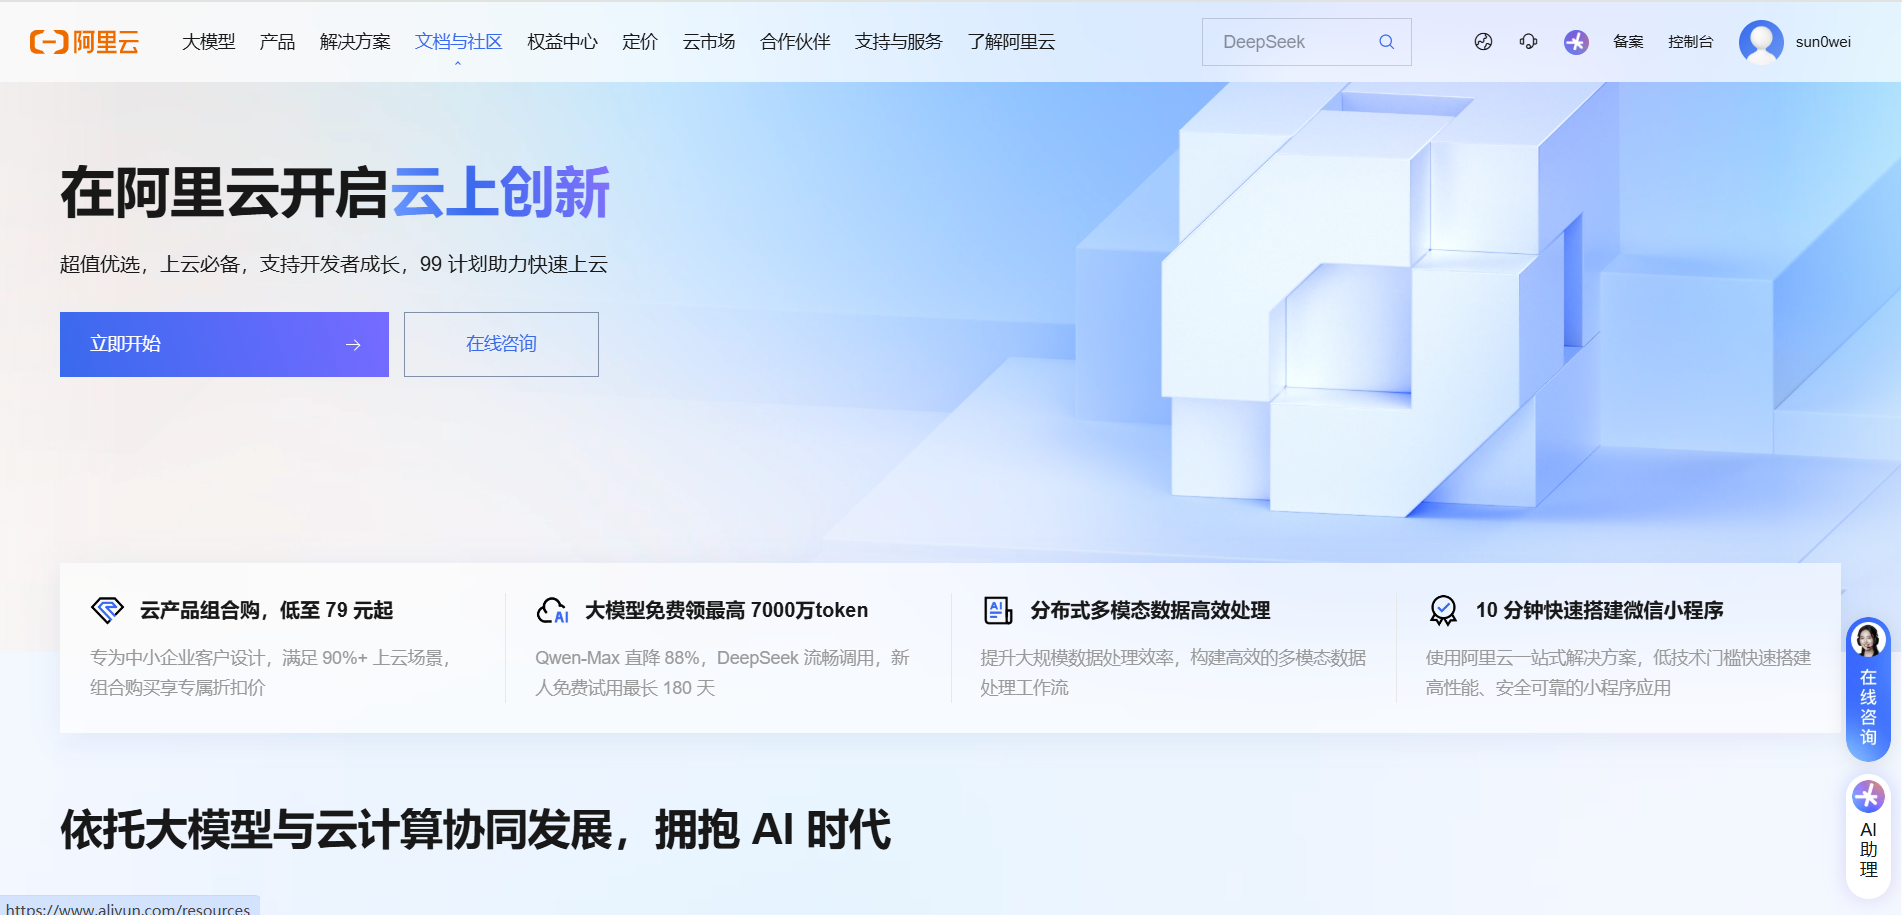 阿里云
大模型 产品 解决方案 文档与社区 权益中心 定价 云市场 合作伙伴 支持与服务 了解阿里云
DeepSeek
备案 控制台 sun0wei
在阿里云开启云上创新
超值优选，上云必备，支持开发者成长，99 计划助力快速上云
立即开始
在线咨询
云产品组合购，低至 79 元起
专为中小企业客户设计，满足 90%+ 上云场景，
组合购买享专属折扣价
大模型免费领最高 7000万token
Qwen-Max 直降 88%，DeepSeek 流畅调用，新
人免费试用最长 180 天
分布式多模态数据高效处理
提升大规模数据处理效率，构建高效的多模态数据
处理工作流
10 分钟快速搭建微信小程序
使用阿里云一站式解决方案，低技术门槛快速搭建
高性能、安全可靠的小程序应用
AI
AI
在线咨询
AI助理
依托大模型与云计算协同发展，拥抱 AI 时代
https://www.aliyun.com/resources